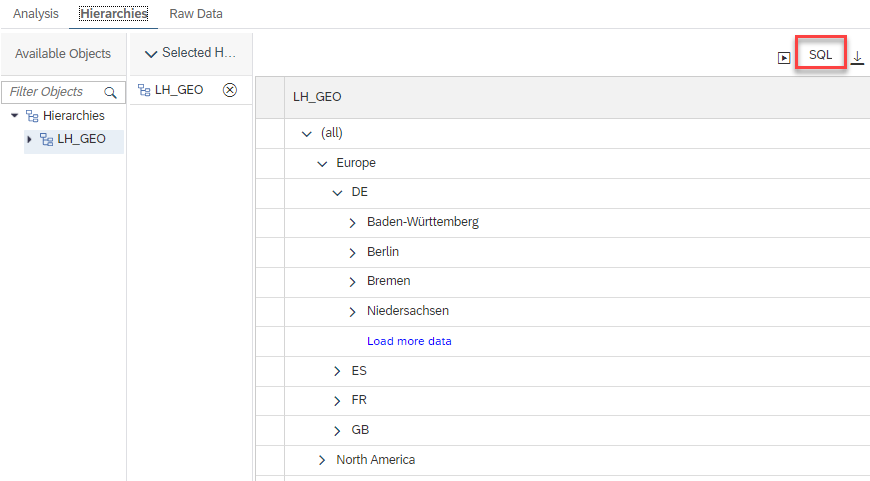 Analysis Hierarchies Raw Data
Available Objects
Selected H...
SQL
Filter Objects
LH_GEO
LH_GEO
Hierarchies
LH_GEO
(all)
Europe
DE
Baden-Württemberg
Berlin
Bremen
Niedersachsen
Load more data
ES
FR
GB
North America